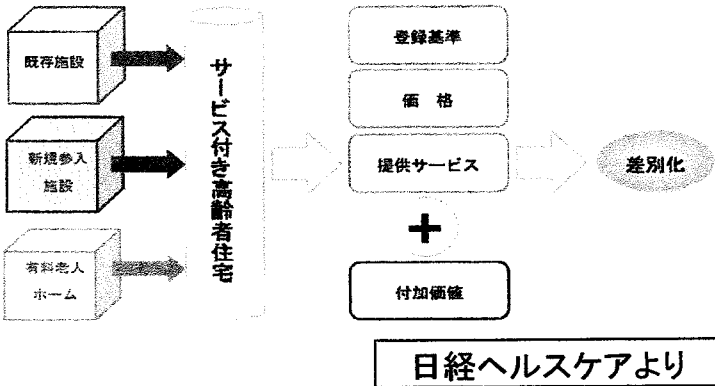 既存施設
新規参入
施設
有料老人
ホーム
サービス付き高齢者住宅
登録基準
価 格
提供サービス
+
付加価値
差別化
日経ヘルスケアより